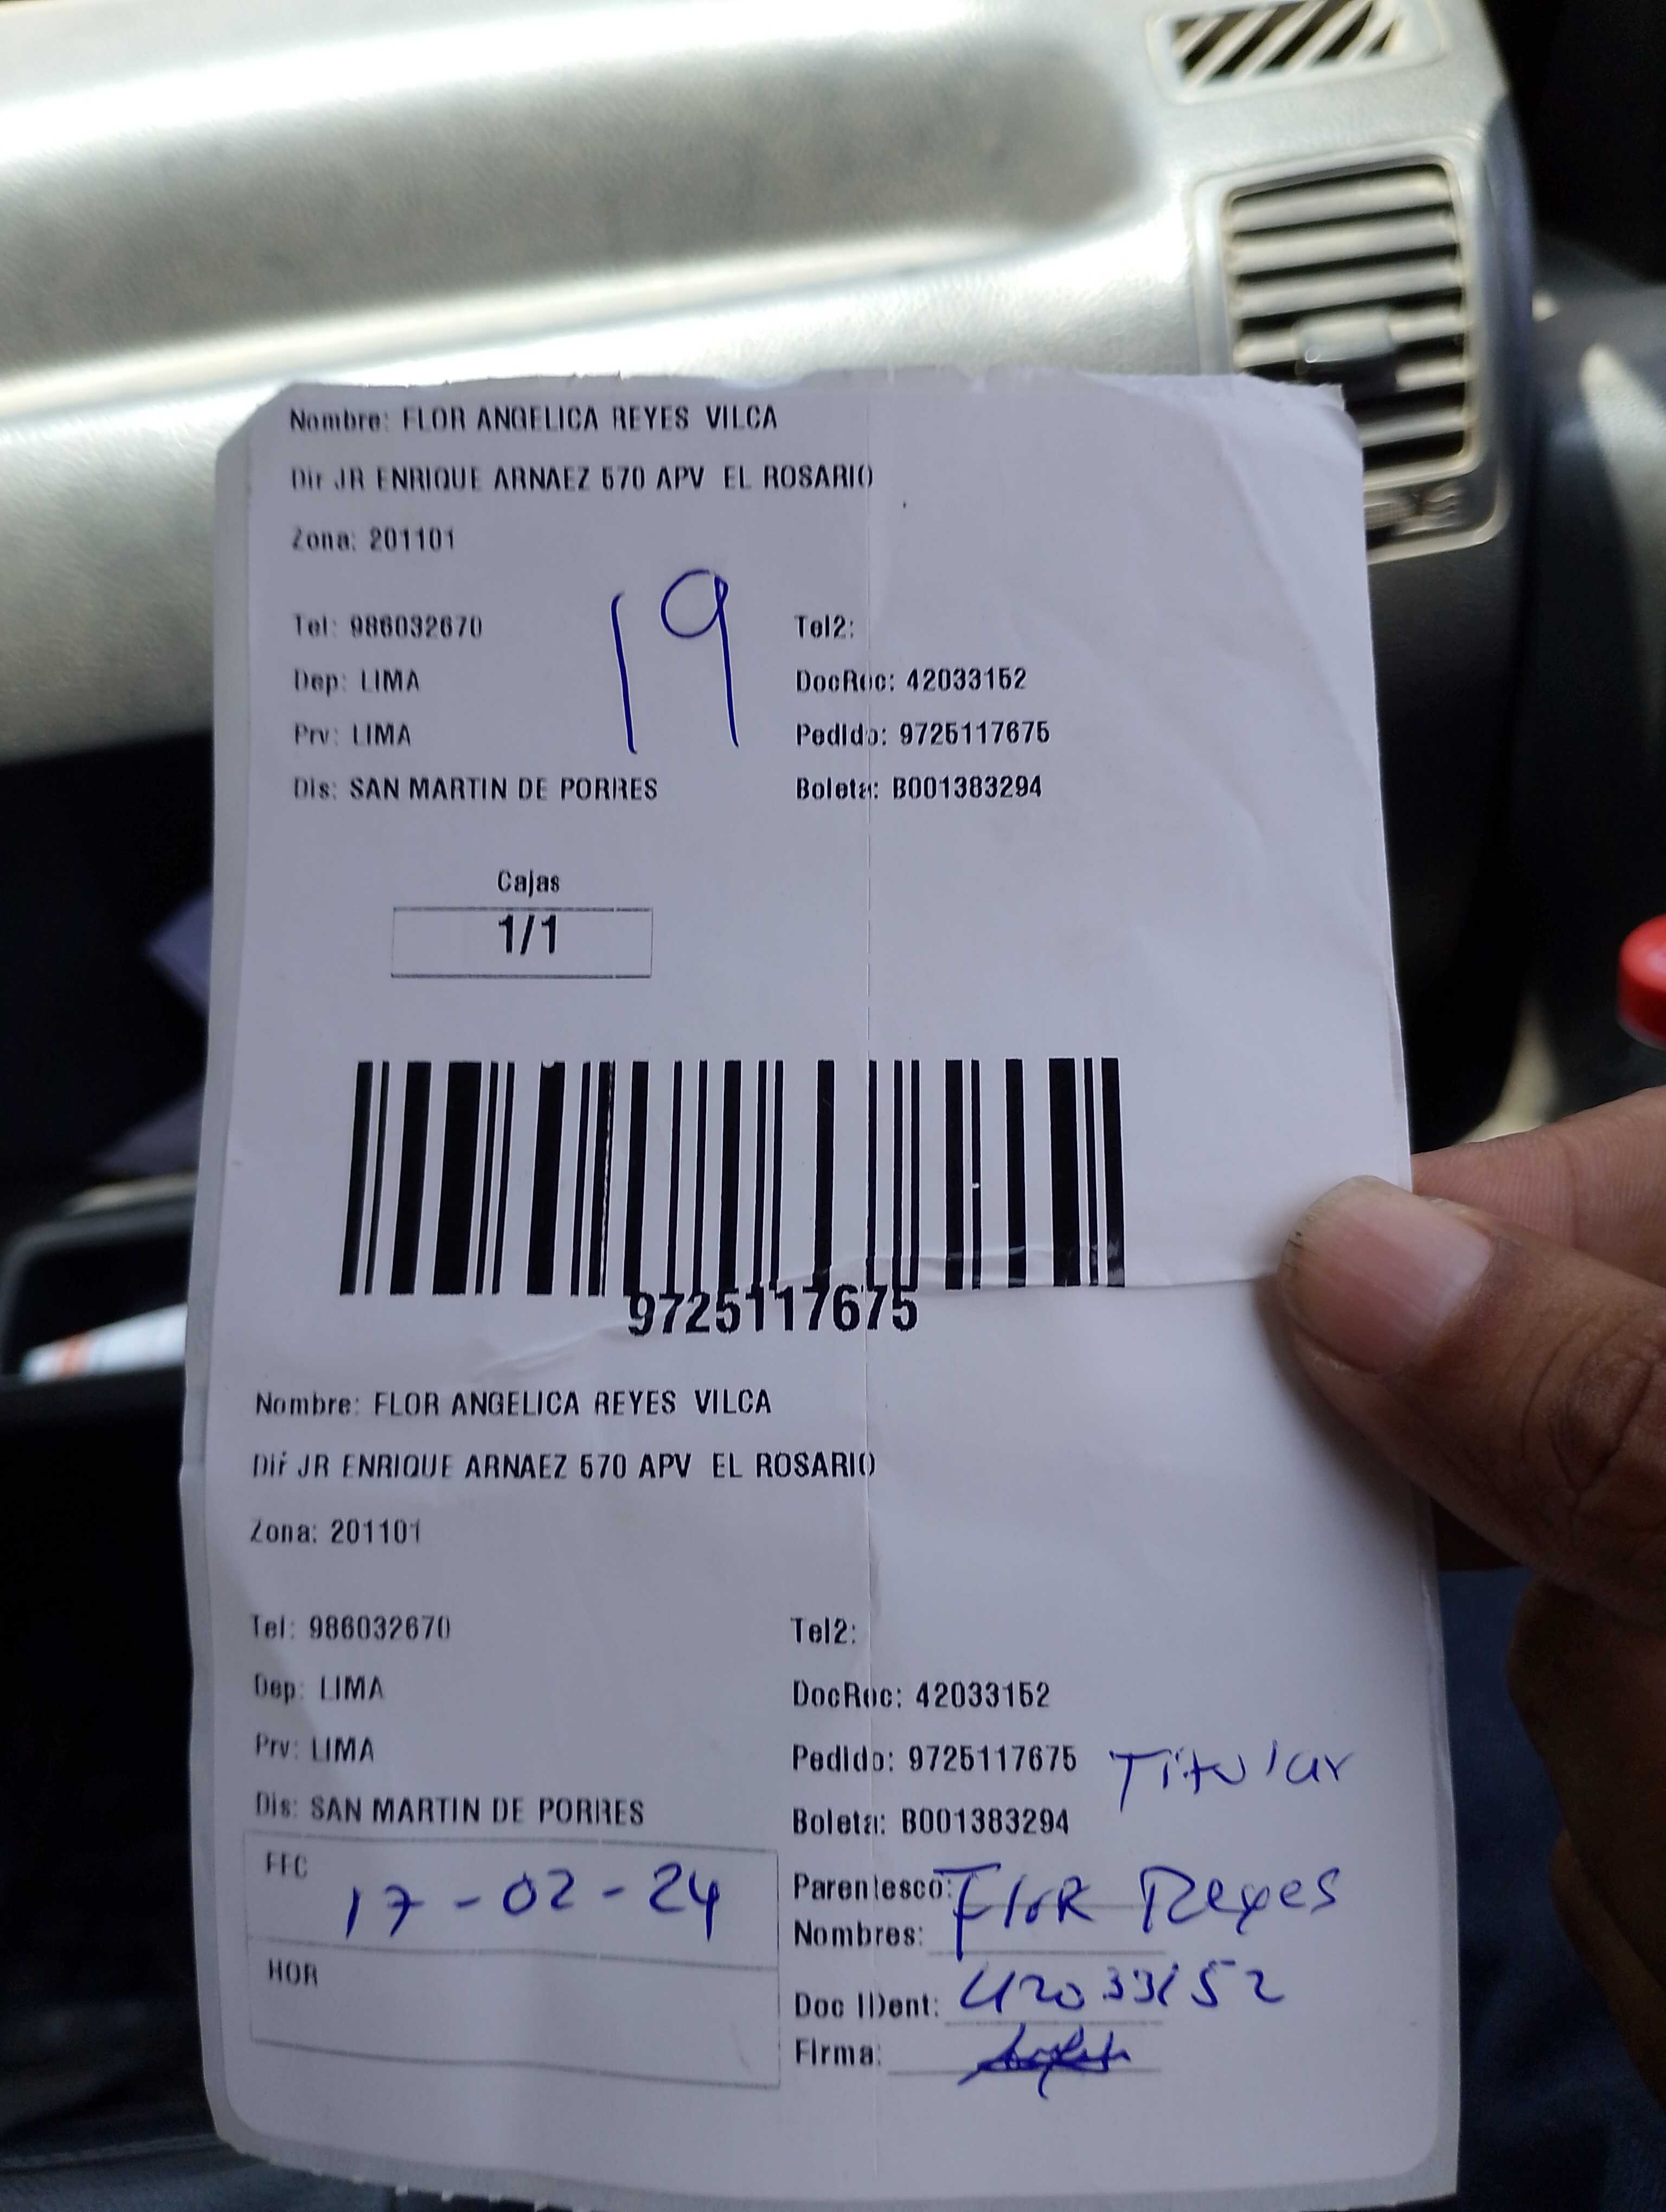 Nombre: FLOR ANGELICA REYES VILCA
Dir JR ENRIQUE ARNAEZ 570 APV EL ROSARIO
Zona: 201101
19
Tel: 986032670 Tel2:
Dep: LIMA DocRec: 42033152
Prv: LIMA Pedido: 9725117675
Dis: SAN MARTIN DE PORRES Boleta: B001383294
Cajas
1/1
9725117675
Nombre: FLOR ANGELICA REYES VILCA
Dir JR ENRIQUE ARNAEZ 570 APV EL ROSARIO
Zona: 201101
Tel: 986032670 Tel2:
Dep: LIMA DocRec: 42033152
Prv: LIMA Pedido: 9725117675 Titular
Dis: SAN MARTIN DE PORRES Boleta: B001383294
FEC 17-02-24 Parentesco:
Nombres: Flor Reyes
HOR Doc IDent: 42033152
Firma: